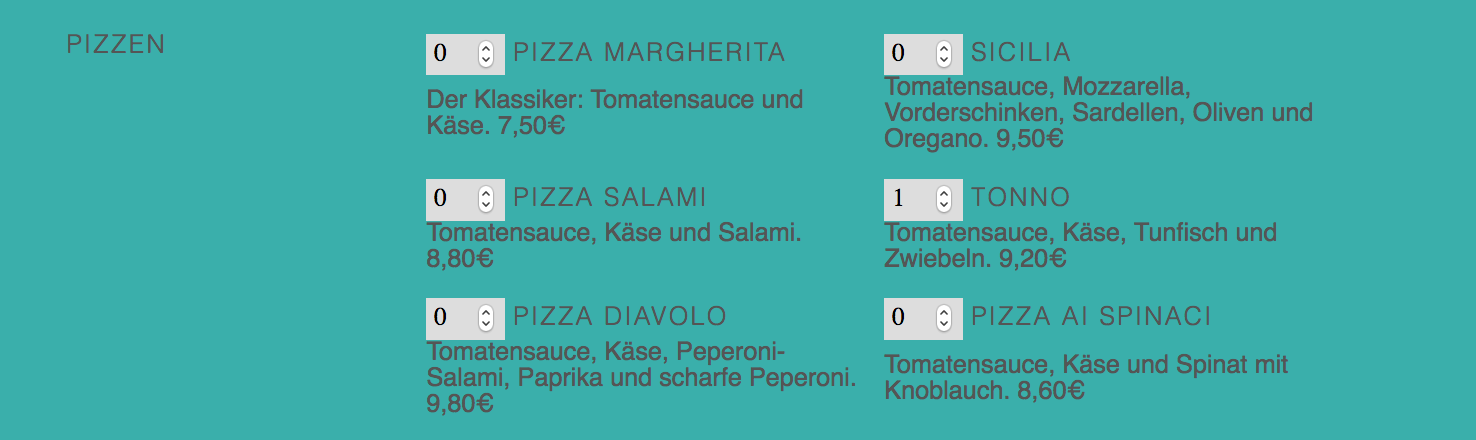 PIZZEN
0 PIZZA MARGHERITA
Der Klassiker: Tomatensauce und
Käse. 7,50€
0 SICILIA
Tomatensauce, Mozzarella,
Vorderschinken, Sardellen, Oliven und
Oregano. 9,50€
0 PIZZA SALAMI
Tomatensauce, Käse und Salami.
8,80€
1 TONNO
Tomatensauce, Käse, Tunfisch und
Zwiebeln. 9,20€
0 PIZZA DIAVOLO
Tomatensauce, Käse, Peperoni-
Salami, Paprika und scharfe Peperoni.
9,80€
0 PIZZA AI SPINACI
Tomatensauce, Käse und Spinat mit
Knoblauch. 8,60€